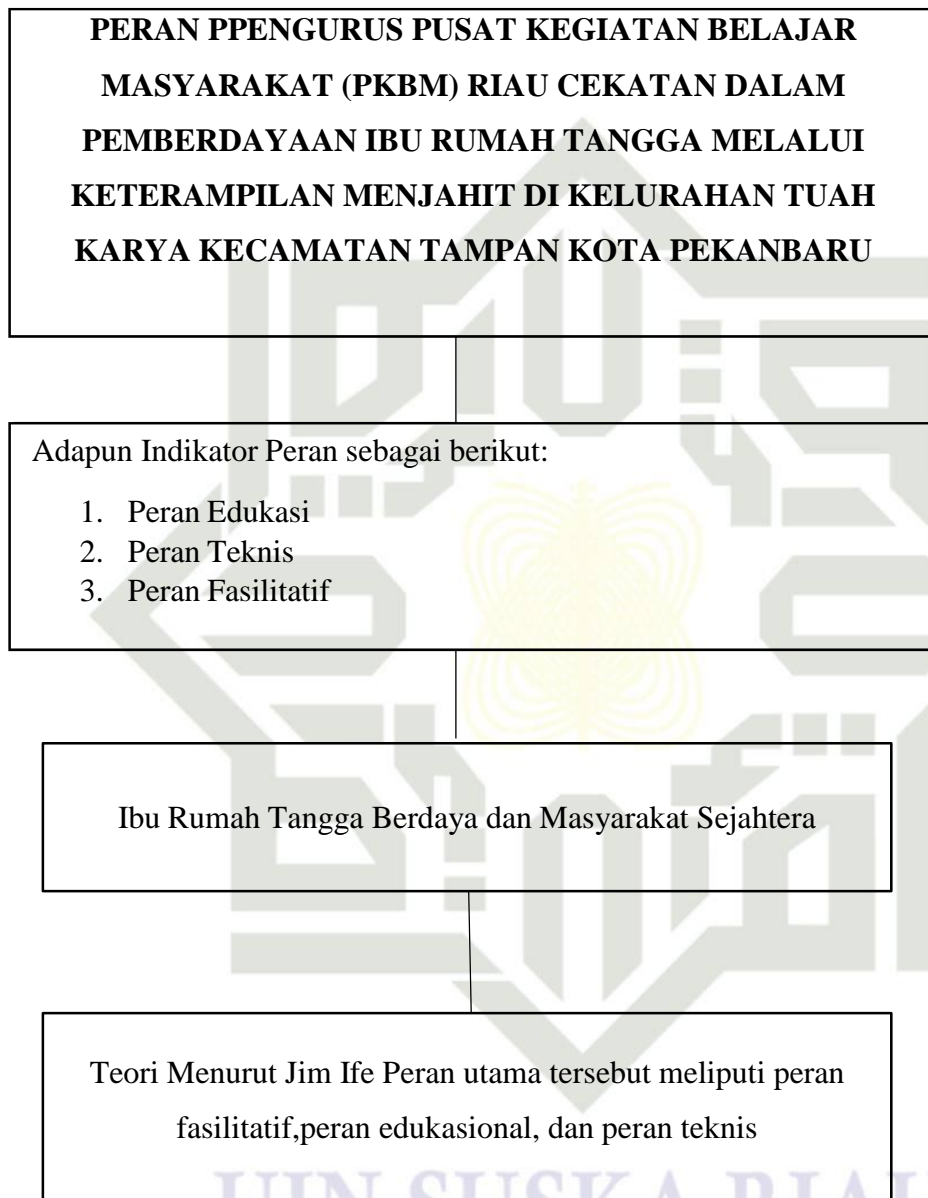 PERAN PPENGURUS PUSAT KEGIATAN BELAJAR
MASYARAKAT (PKBM) RIAU CEKATAN DALAM
PEMBERDAYAAN IBU RUMAH TANGGA MELALUI
KETERAMPILAN MENJAHIT DI KELURAHAN TUAH
KARYA KECAMATAN TAMPAN KOTA PEKANBARU
Adapun Indikator Peran sebagai berikut:
1. Peran Edukasi
2. Peran Teknis
3. Peran Fasilitatif
Ibu Rumah Tangga Berdaya dan Masyarakat Sejahtera
Teori Menurut Jim Ife Peran utama tersebut meliputi peran
fasilitatif,peran edukasional, dan peran teknis
UIN SUSKA RIAU